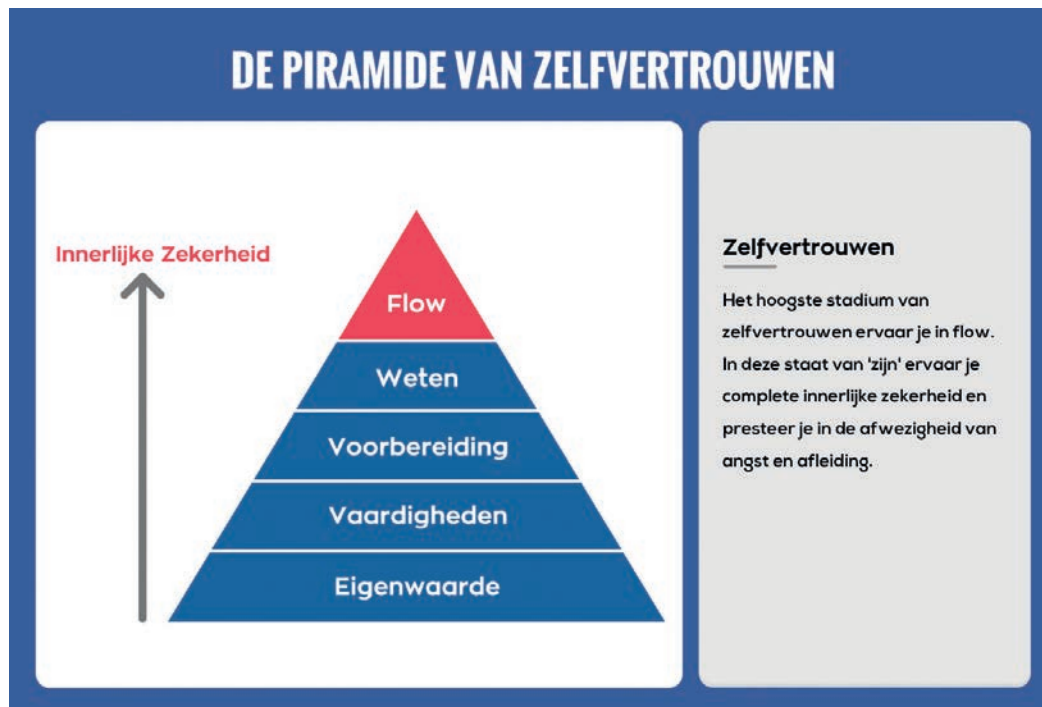 DE PIRAMIDE VAN ZELFVERTROUWEN
Innerlijke Zekerheid
Flow
Weten
Voorbereiding
Vaardigheden
Eigenwaarde
Zelfvertrouwen
Het hoogste stadium van
zelfvertrouwen ervaar je in flow.
In deze staat van 'zijn' ervaar je
complete innerlijke zekerheid en
presteer je in de afwezigheid van
angst en afleiding.